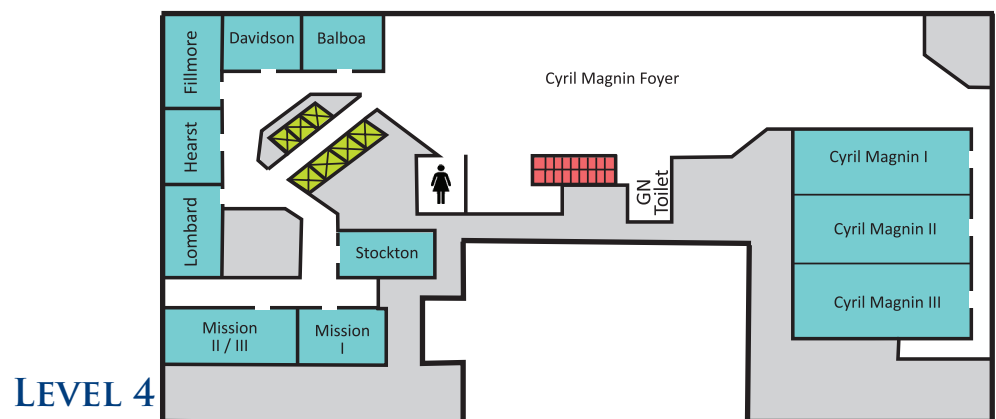 Fillmore
Davidson
Balboa
Cyril Magnin Foyer
Hearst
Cyril Magnin I
GN
Toilet
Lombard
Cyril Magnin II
Stockton
Cyril Magnin III
Mission
II / III
Mission
I
LEVEL 4